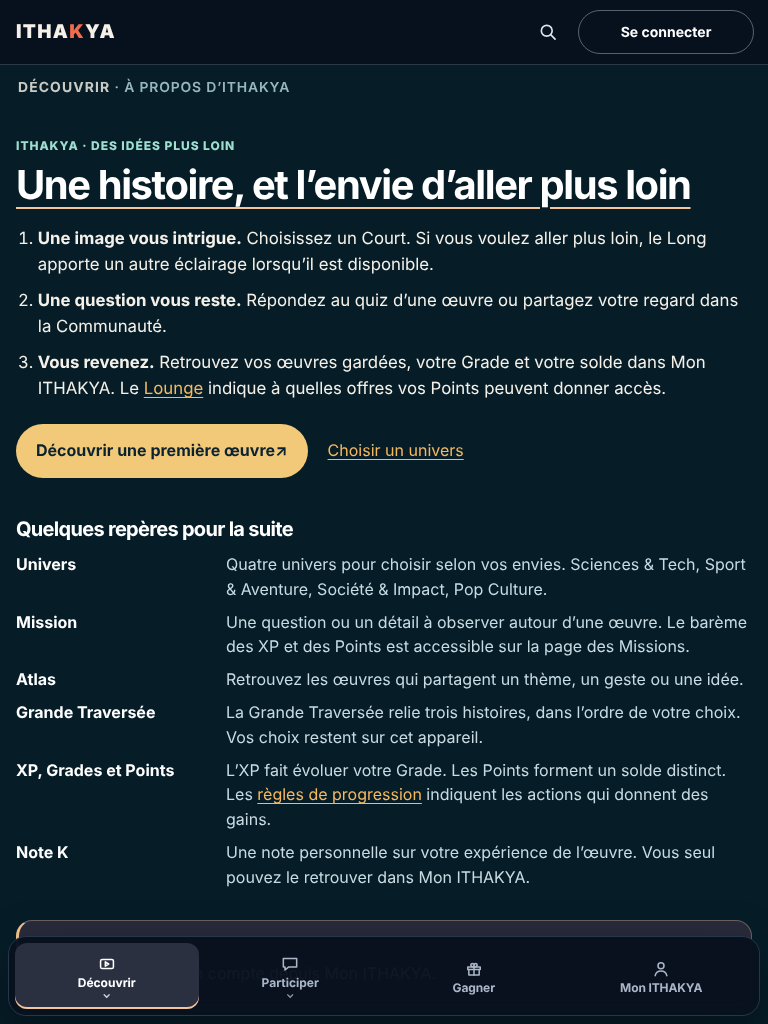 ITHAKYA
Se connecter
DÉCOUVRIR · À PROPOS D’ITHAKYA
ITHAKYA · DES IDÉES PLUS LOIN
Une histoire, et l’envie d’aller plus loin
1. Une image vous intrigue. Choisissez un Court. Si vous voulez aller plus loin, le Long
apporte un autre éclairage lorsqu’il est disponible.
2. Une question vous reste. Répondez au quiz d’une œuvre ou partagez votre regard dans
la Communauté.
3. Vous revenez. Retrouvez vos œuvres gardées, votre Grade et votre solde dans Mon
ITHAKYA. Le Lounge indique à quelles offres vos Points peuvent donner accès.
Découvrir une première œuvre↗
Choisir un univers
Quelques repères pour la suite
Univers
Quatre univers pour choisir selon vos envies. Sciences & Tech, Sport
& Aventure, Société & Impact, Pop Culture.
Mission
Une question ou un détail à observer autour d’une œuvre. Le barème
des XP et des Points est accessible sur la page des Missions.
Atlas
Retrouvez les œuvres qui partagent un thème, un geste ou une idée.
Grande Traversée
La Grande Traversée relie trois histoires, dans l’ordre de votre choix.
Vos choix restent sur cet appareil.
XP, Grades et Points
L’XP fait évoluer votre Grade. Les Points forment un solde distinct.
Les règles de progression indiquent les actions qui donnent des
gains.
Note K
Une note personnelle sur votre expérience de l’œuvre. Vous seul
pouvez le retrouver dans Mon ITHAKYA.
compte depuis Mon ITHAKYA.
Découvrir
Participer
Gagner
Mon ITHAKYA